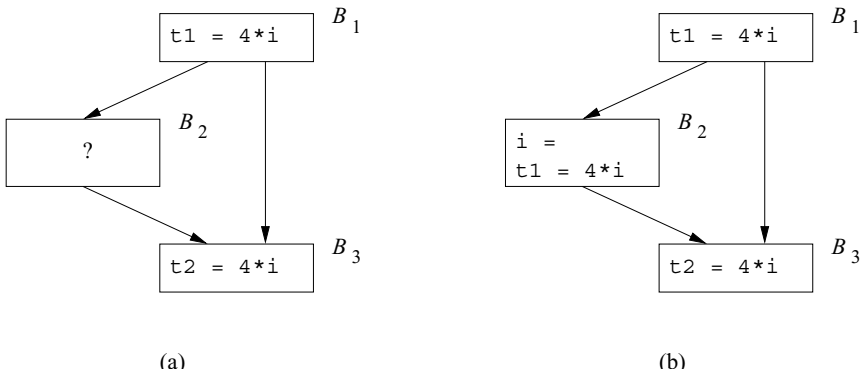 B1
t1 = 4*i
B2
?
B3
t2 = 4*i
(a)
B1
t1 = 4*i
B2
i =
t1 = 4*i
B3
t2 = 4*i
(b)